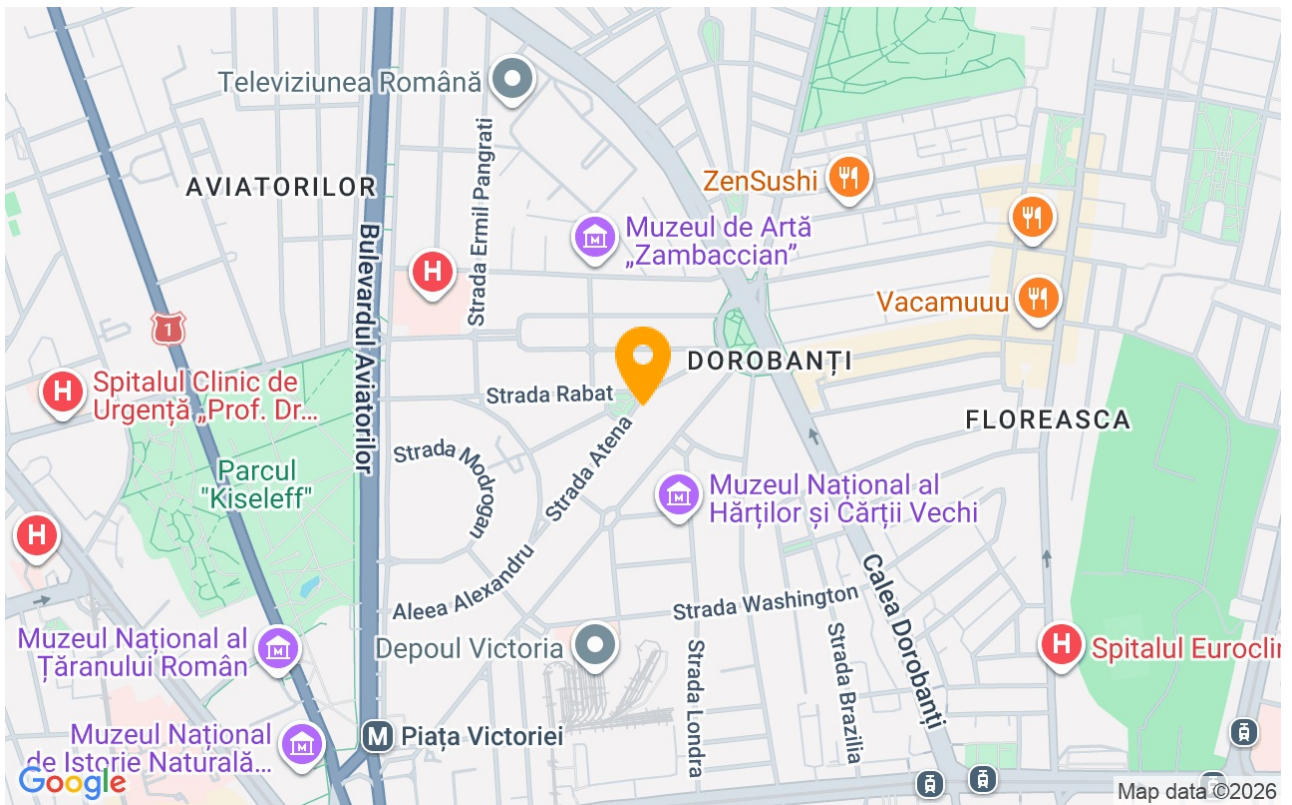 Televiziunea Română
Strada Ermil Pangrati
AVIATORILOR
ZenSushi
Muzeul de Artă
„Zambaccian”
Bulevardul Aviatorilor
Vacamuuu
H
1
DOROBANȚI
H
Spitalul Clinic de
Urgență „Prof. Dr...
Strada Rabat
FLOREASCA
Strada Atena
Strada Modrogan
Parcul
"Kiseleff"
Muzeul Național al
Hărților și Cărții Vechi
H
Aleea Alexandru
Calea Dorobanți
Strada Washington
Muzeul Național al
Țăranului Român
Depoul Victoria
Strada Londra
Strada Brazilia
H
Spitalul Euroclin
Muzeul Național
de Istorie Naturală...
M
Piața Victoriei
Google
Map data ©2026